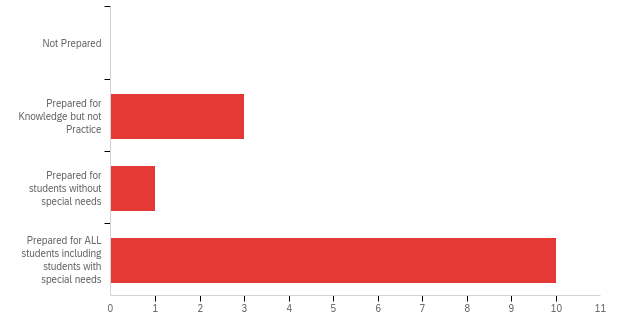 Not Prepared
Prepared for
Knowledge but not
Practice
Prepared for
students without
special needs
Prepared for ALL
students including
students with
special needs
0 1 2 3 4 5 6 7 8 9 10 11